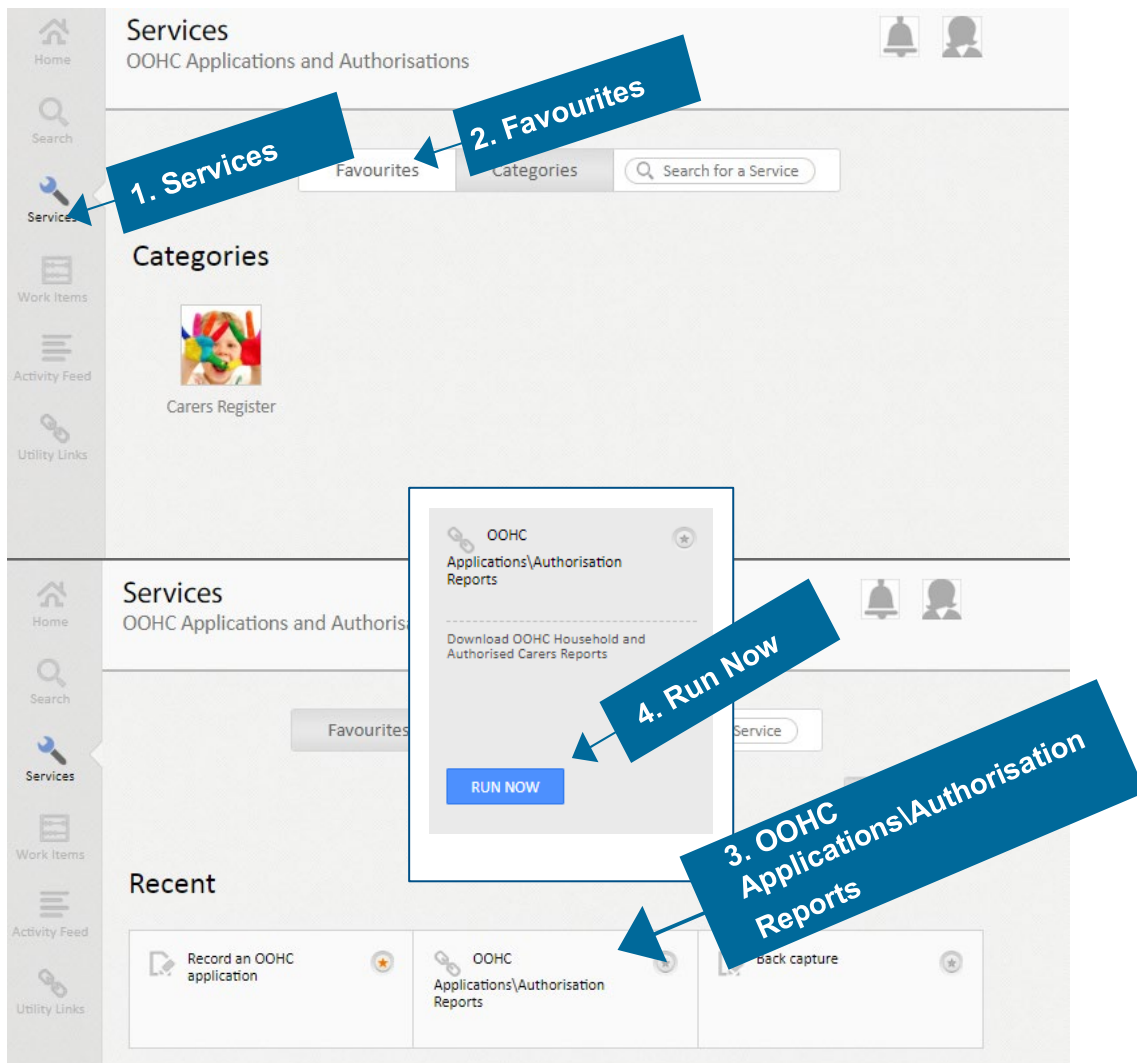 Services
OOHC Applications and Authorisations
Home
Search
Services
Work Items
Activity Feed
Utility Links
1. Services
2. Favourites
Favourites
Categories
Search for a Service
Categories
Carers Register
Services
OOHC Applications and Authoris
Home
Search
Services
Work Items
Activity Feed
Utility Links
Favourites
Service
OOHC
Applications\Authorisation
Reports
Download OOHC Household and
Authorised Carers Reports
RUN NOW
4. Run Now
3. OOHC
Applications\Authorisation
Reports
Recent
Record an OOHC
application
OOHC
Applications\Authorisation
Reports
Back capture